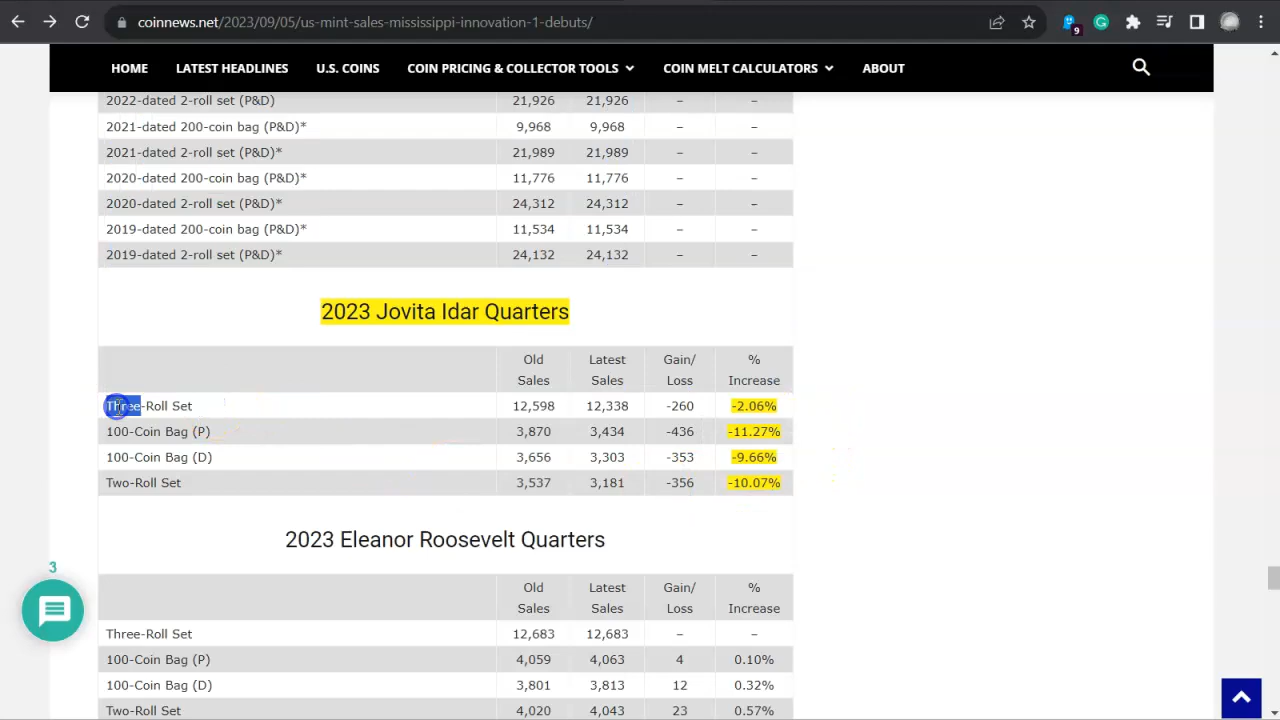 coinnews.net/2023/09/05/us-mint-sales-mississippi-innovation-1-debuts/
9
HOME LATEST HEADLINES U.S. COINS COIN PRICING & COLLECTOR TOOLS COIN MELT CALCULATORS ABOUT
2022-dated 2-roll set (P&D) 21,926 21,926 – –
2021-dated 200-coin bag (P&D)* 9,968 9,968 – –
2021-dated 2-roll set (P&D)* 21,989 21,989 – –
2020-dated 200-coin bag (P&D)* 11,776 11,776 – –
2020-dated 2-roll set (P&D)* 24,312 24,312 – –
2019-dated 200-coin bag (P&D)* 11,534 11,534 – –
2019-dated 2-roll set (P&D)* 24,132 24,132 – –
2023 Jovita Idar Quarters
Old Latest Gain/ %
Sales Sales Loss Increase
Three-Roll Set 12,598 12,338 -260 -2.06%
100-Coin Bag (P) 3,870 3,434 -436 -11.27%
100-Coin Bag (D) 3,656 3,303 -353 -9.66%
Two-Roll Set 3,537 3,181 -356 -10.07%
2023 Eleanor Roosevelt Quarters
3
Old Latest Gain/ %
Sales Sales Loss Increase
Three-Roll Set 12,683 12,683 – –
100-Coin Bag (P) 4,059 4,063 4 0.10%
100-Coin Bag (D) 3,801 3,813 12 0.32%
Two-Roll Set 4,020 4,043 23 0.57%